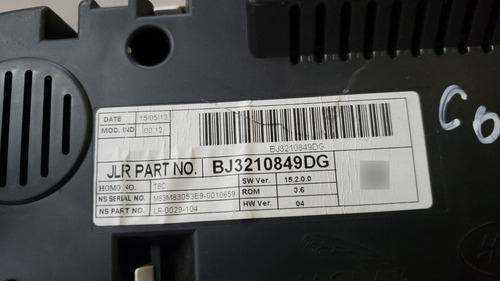 DATE 15/05/13
MOD. IND 00.12
BJ3210849DG
JLR PART NO. BJ3210849DG
HOMO NO. TBC
NS SERIAL NO. M83M83053E9-0010659
NS PART NO. LR-0029-104
SW Ver. 15.2.0.0
ROM 3.6
HW Ver. 04
C6